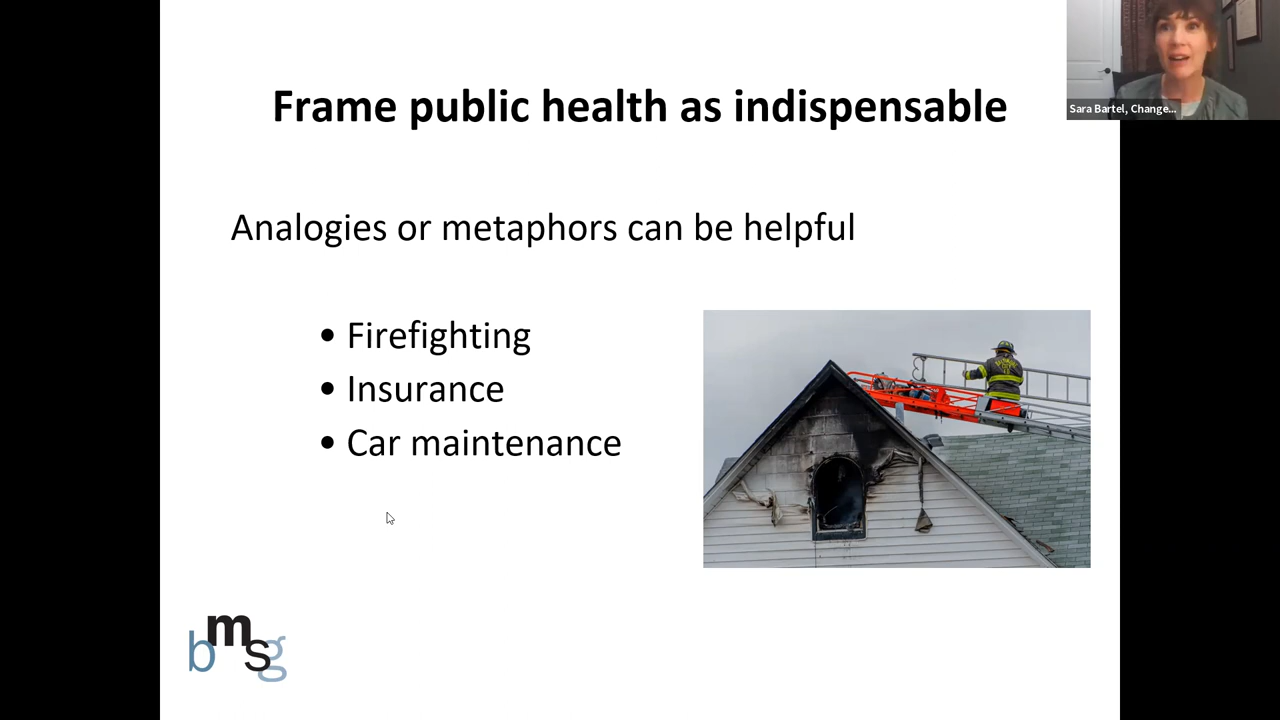 Frame public health as indispensable
Sara Bartel, Change...
Analogies or metaphors can be helpful
• Firefighting
• Insurance
• Car maintenance
bmsg